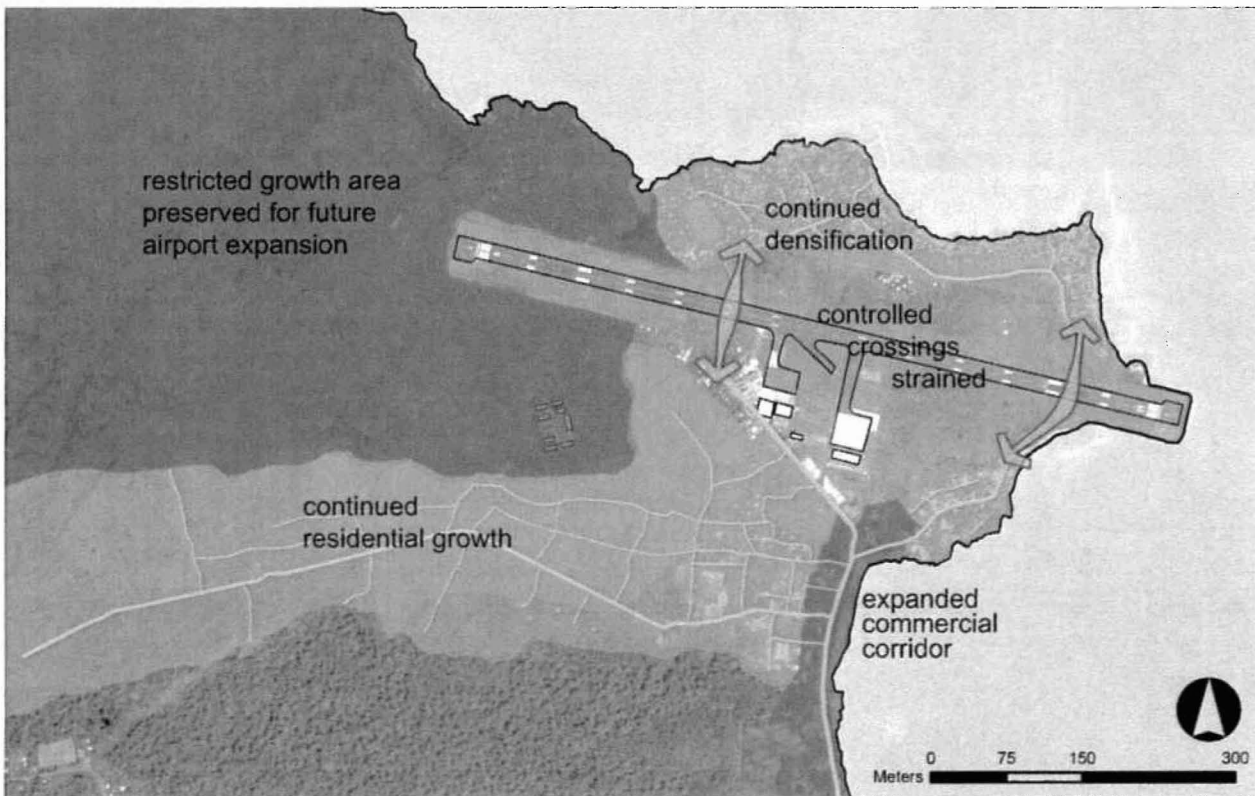 restricted growth area
preserved for future
airport expansion
continued
densification
controlled
crossings
strained
continued
residential growth
expanded
commercial
corridor
0 75 150 300
Meters